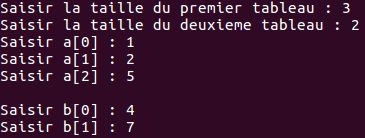 Saisir la taille du premier tableau : 3
Saisir la taille du deuxieme tableau : 2
Saisir a[0] : 1
Saisir a[1] : 2
Saisir a[2] : 5
Saisir b[0] : 4
Saisir b[1] : 7